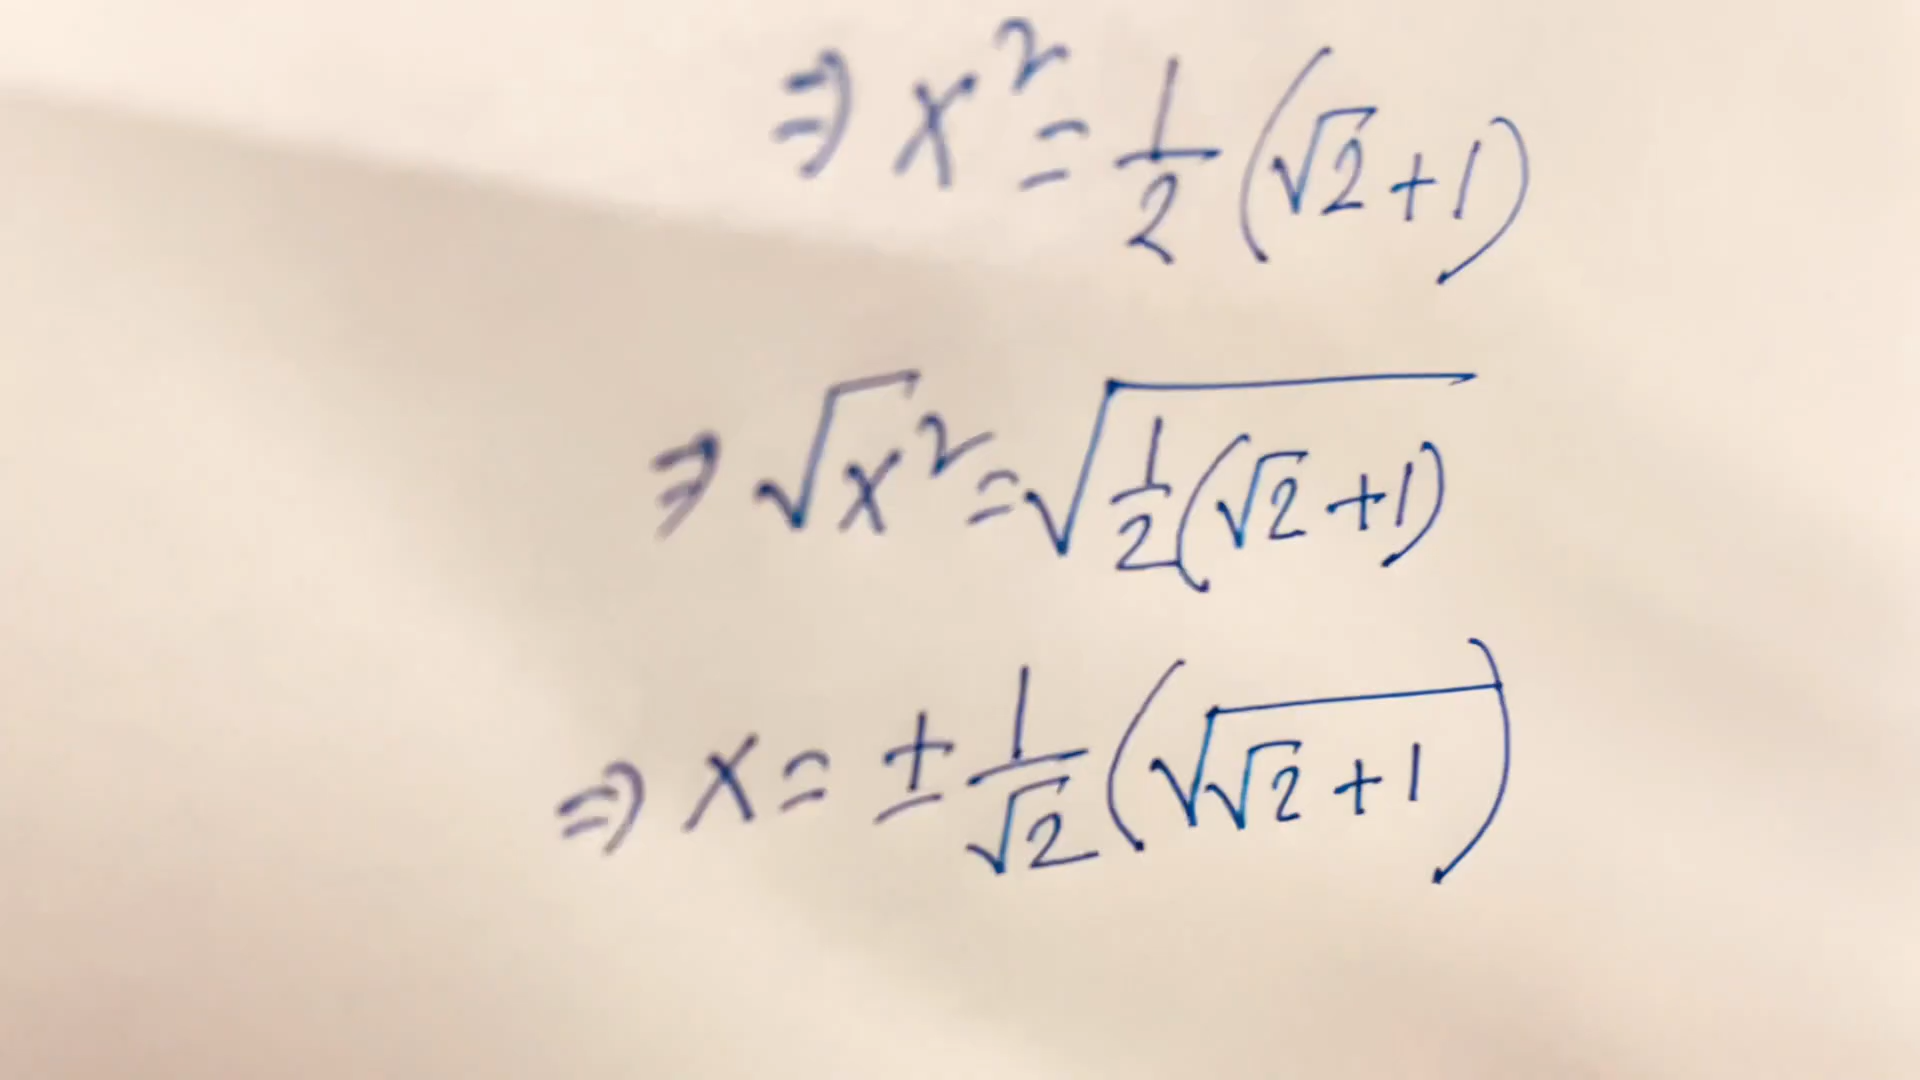 ⇒ x² = 1/2 (√2 + 1)
⇒ √x² = √(1/2 (√2 + 1))
⇒ x = ± 1/√2 (√(√2 + 1))